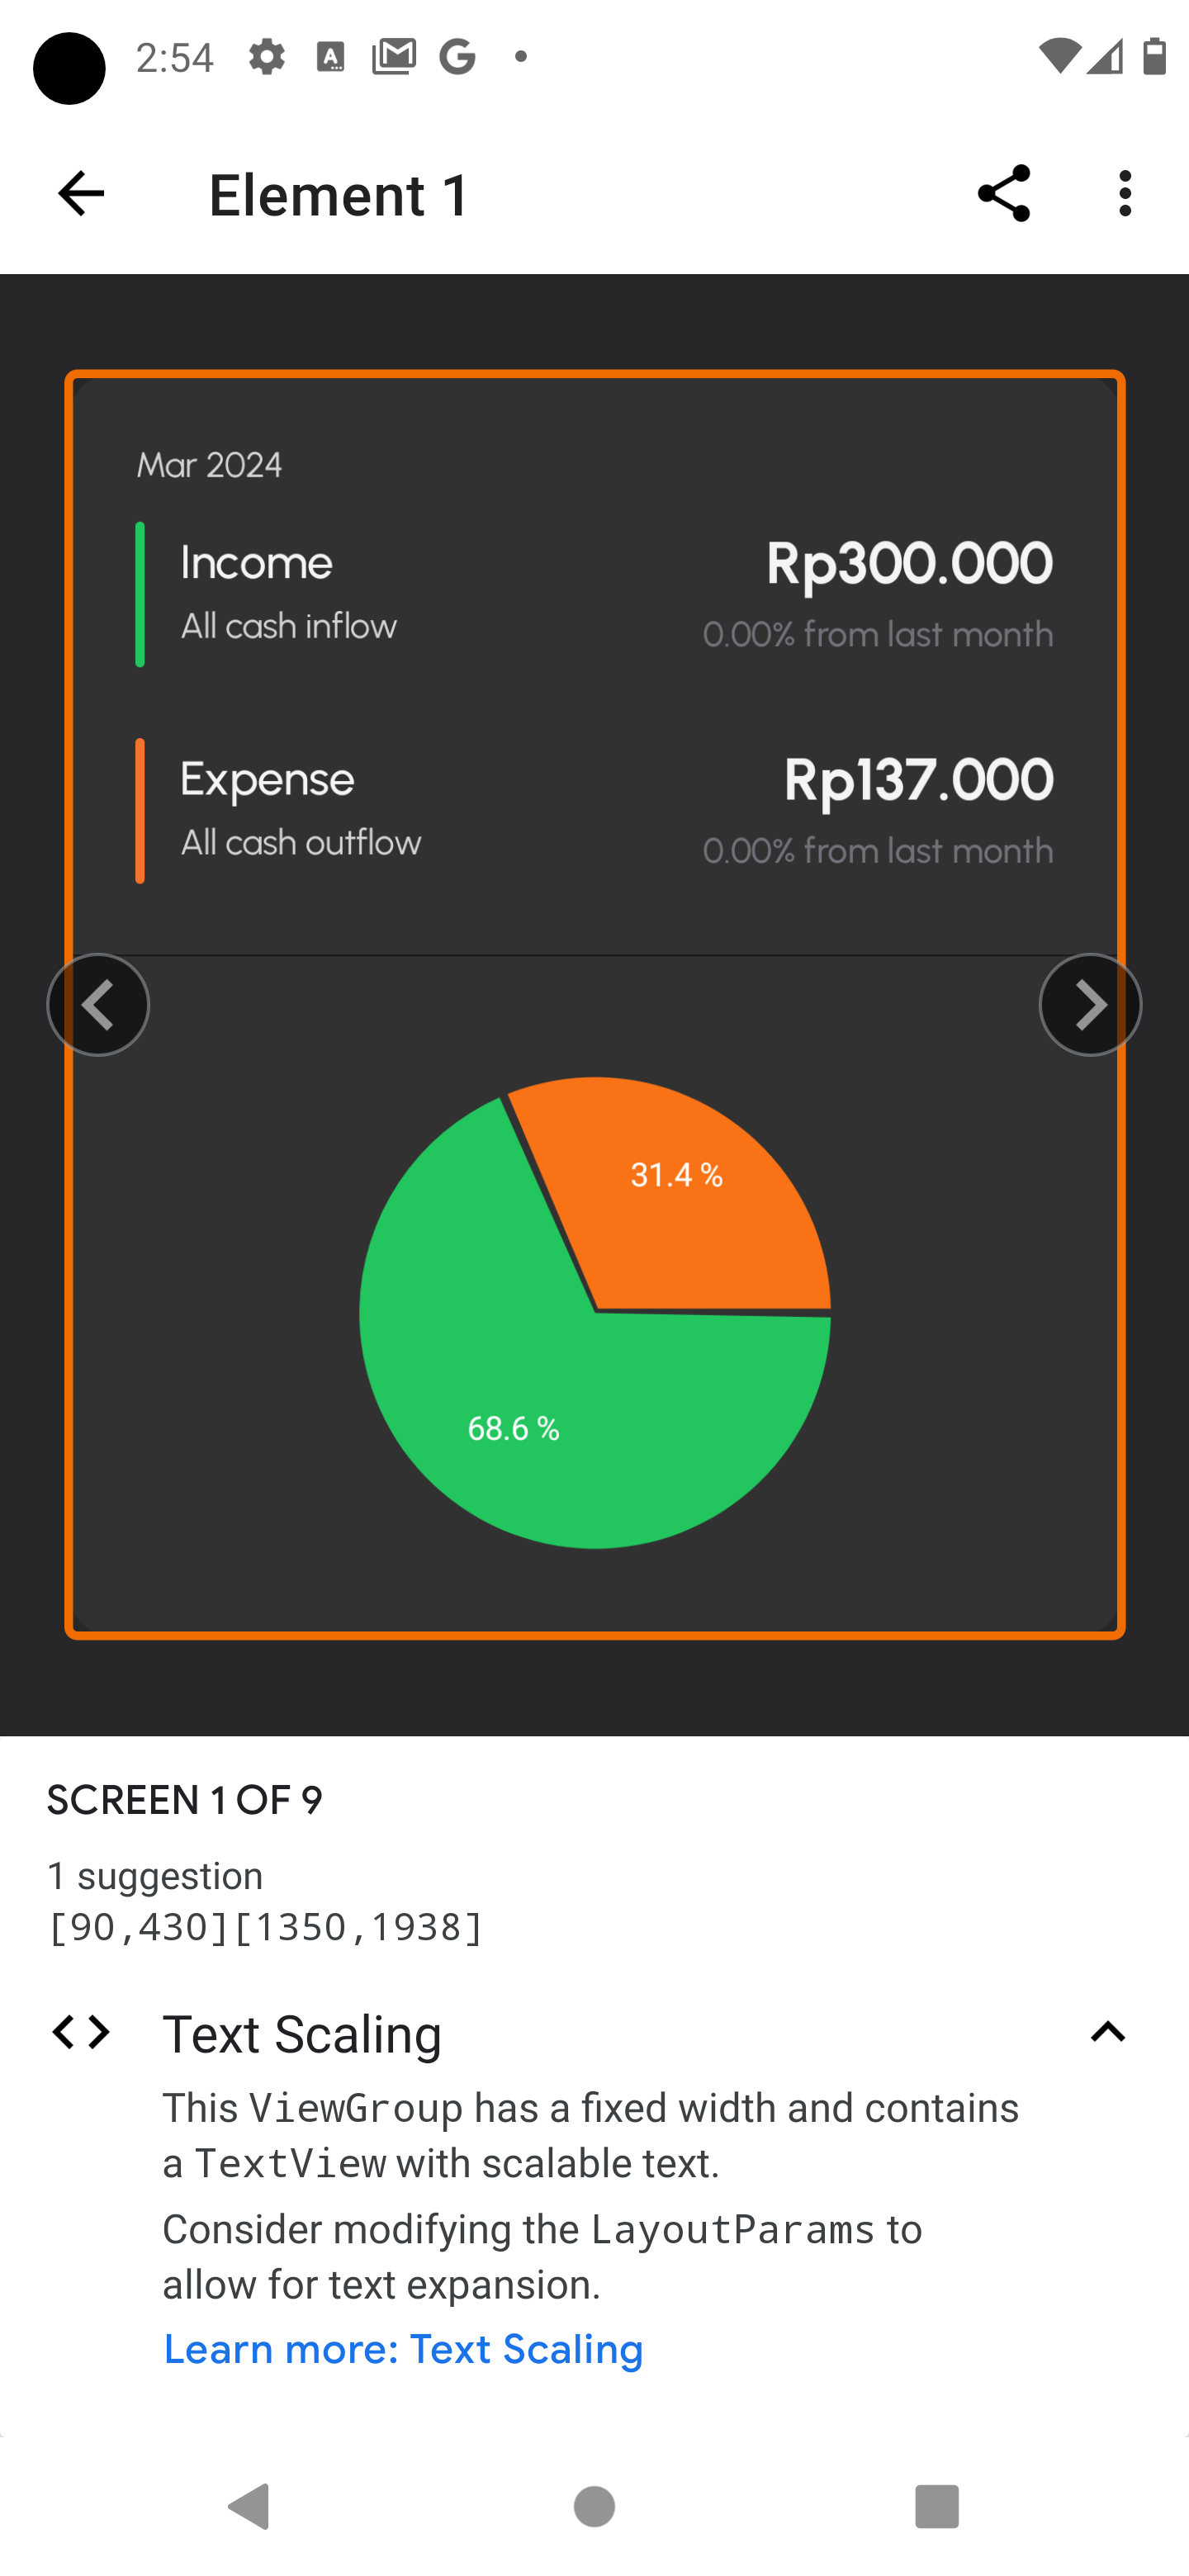 2:54
Element 1
Mar 2024
Income
Rp300.000
All cash inflow
0.00% from last month
Expense
Rp137.000
All cash outflow
0.00% from last month
31.4 %
68.6 %
SCREEN 1 OF 9
1 suggestion
[90,430][1350,1938]
Text Scaling
This ViewGroup has a fixed width and contains
a TextView with scalable text.
Consider modifying the LayoutParams to
allow for text expansion.
Learn more: Text Scaling